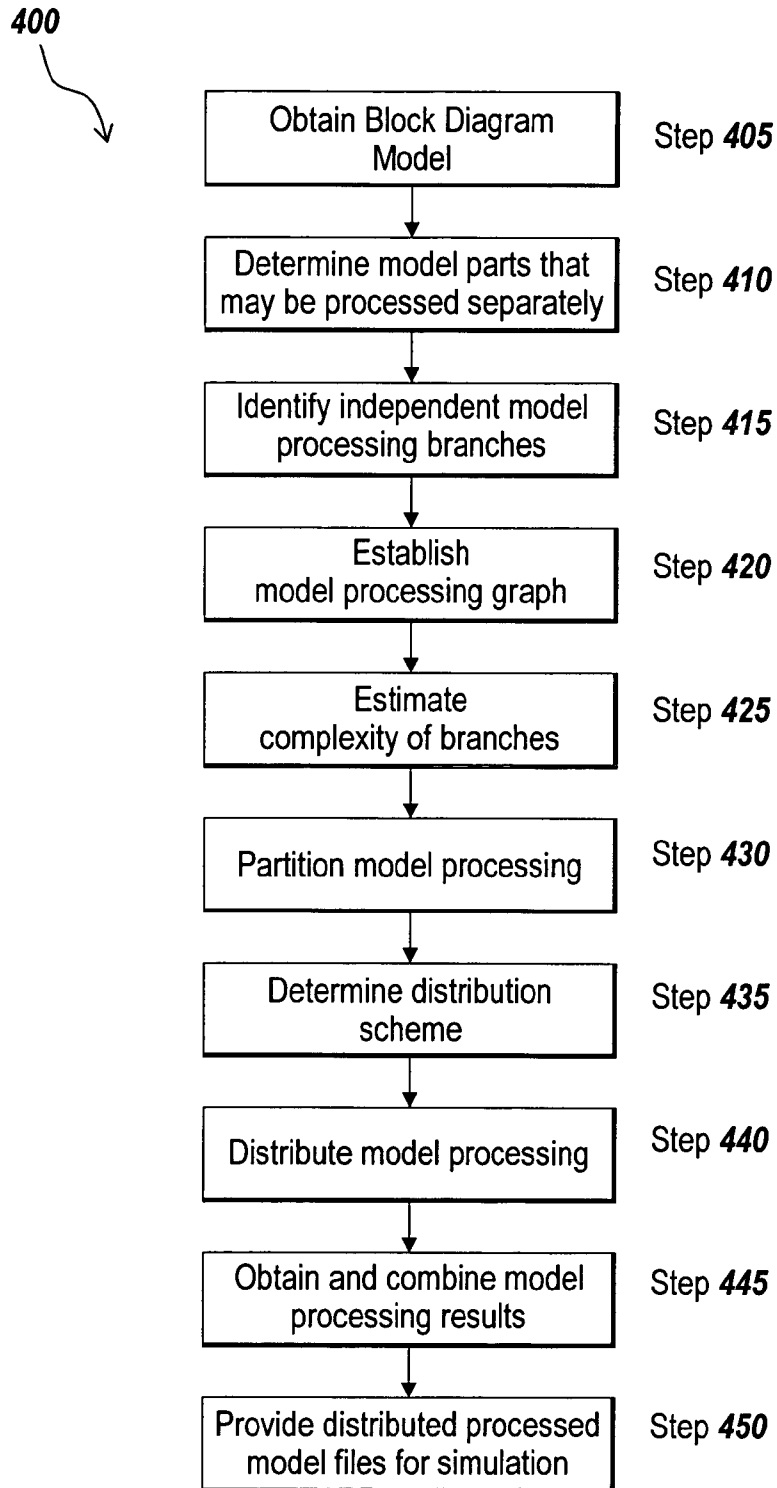 400
Obtain Block Diagram
Model
Step 405
Determine model parts that
may be processed separately
Step 410
Identify independent model
processing branches
Step 415
Establish
model processing graph
Step 420
Estimate
complexity of branches
Step 425
Partition model processing
Step 430
Determine distribution
scheme
Step 435
Distribute model processing
Step 440
Obtain and combine model
processing results
Step 445
Provide distributed processed
model files for simulation
Step 450